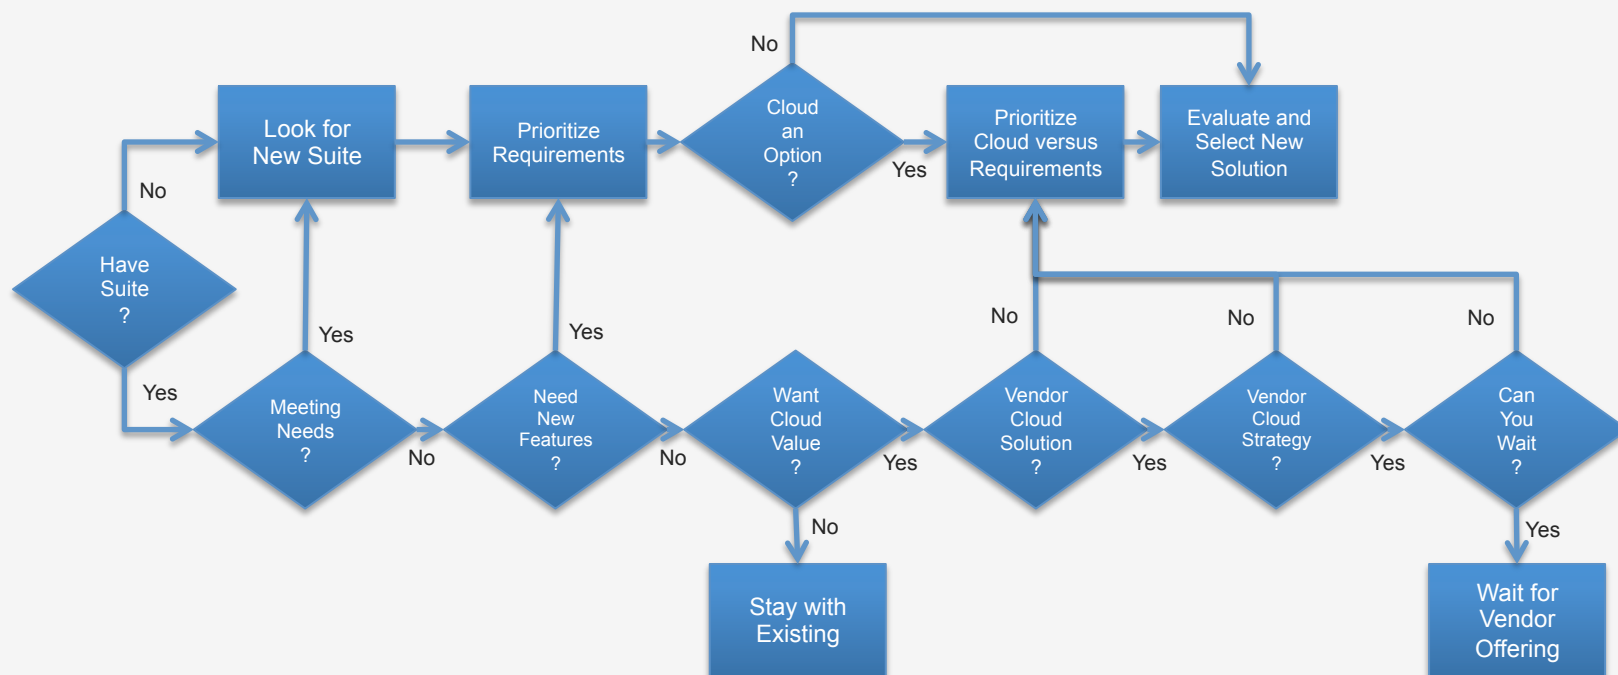 No
Look for
New Suite
Prioritize
Requirements
Cloud
an
Option
?
Prioritize
Cloud versus
Requirements
Evaluate and
Select New
Solution
Yes
No
Have
Suite
?
Yes
Yes
Yes
No
No
No
Meeting
Needs
?
No
Need
New
Features
?
No
Want
Cloud
Value
?
Yes
Vendor
Cloud
Solution
?
Yes
Vendor
Cloud
Strategy
?
Yes
Can
You
Wait
?
No
Yes
Stay with
Existing
Wait for
Vendor
Offering